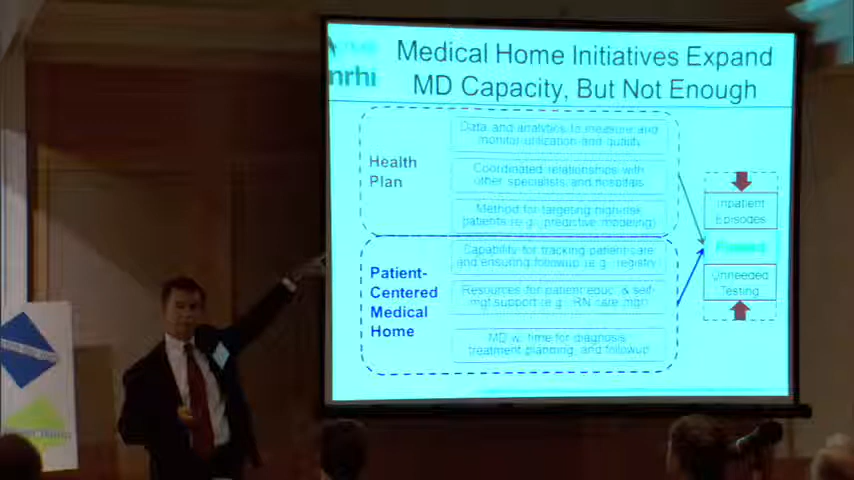 nrhi
Medical Home Initiatives Expand
MD Capacity, But Not Enough
Health
Plan
Data and analytics to measure and
monitor utilization and quality
Coordinated relationships with
other specialists and hospitals
Method for targeting high-risk
patients (e.g., predictive modeling)
Patient-
Centered
Medical
Home
Capability for tracking patient care
and ensuring followup (e.g., registry)
Resources for patient educ. & self-
mgt support (e.g., RN care mgr)
MD w. time for diagnosis,
treatment planning, and followup
Inpatient
Episodes
Unneeded
Testing